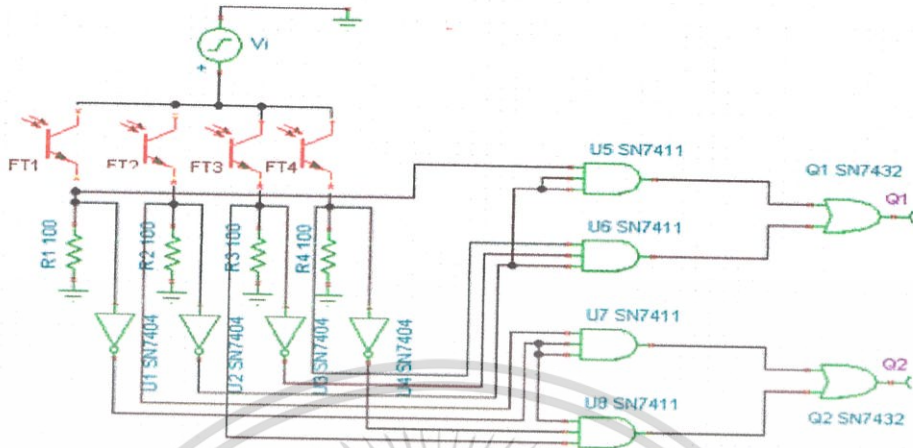 Vi
+
FT1
FT2
FT3
FT4
R1 100
R2 100
R3 100
R4 100
U1 SN7404
U2 SN7404
U3 SN7404
U4 SN7404
U5 SN7411
U6 SN7411
U7 SN7411
U8 SN7411
Q1 SN7432
Q1
Q2
Q2 SN7432